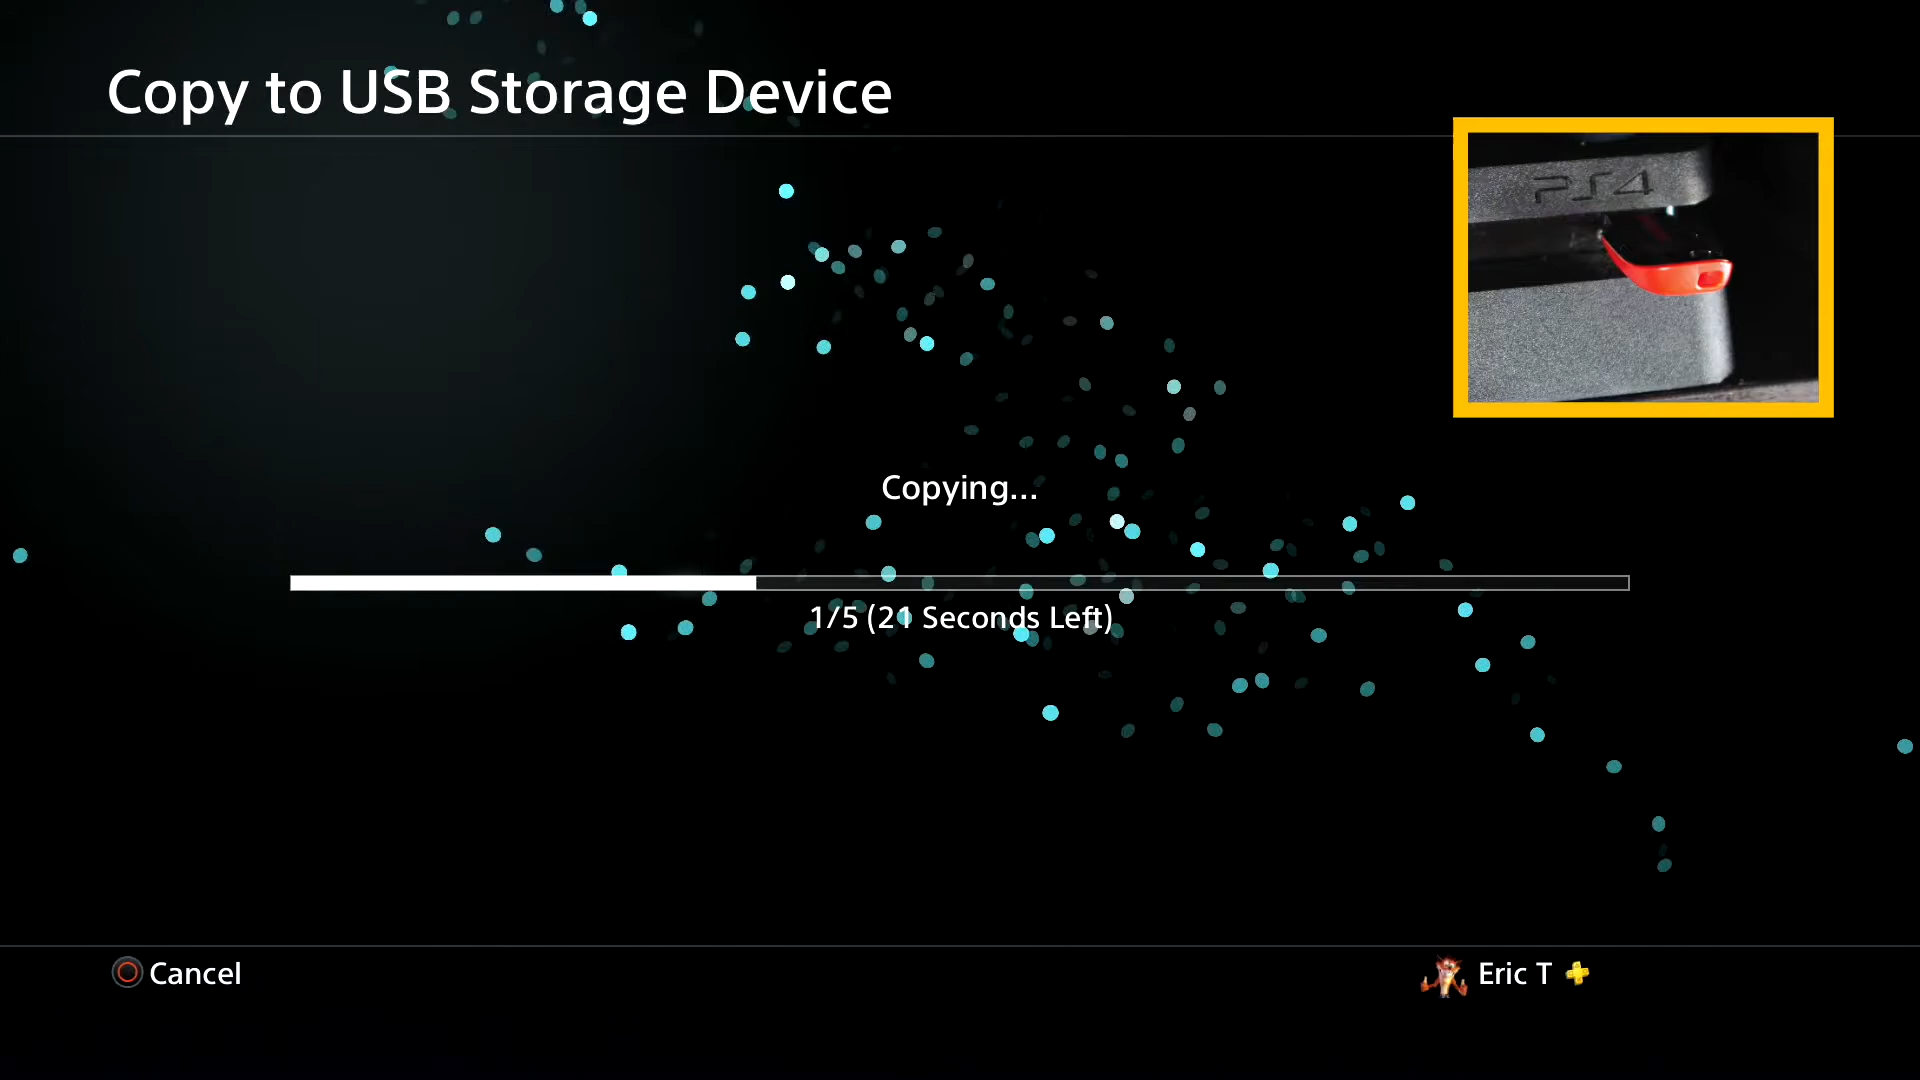 Copy to USB Storage Device
PS4
Copying...
1/5 (21 Seconds Left)
Cancel
Eric T